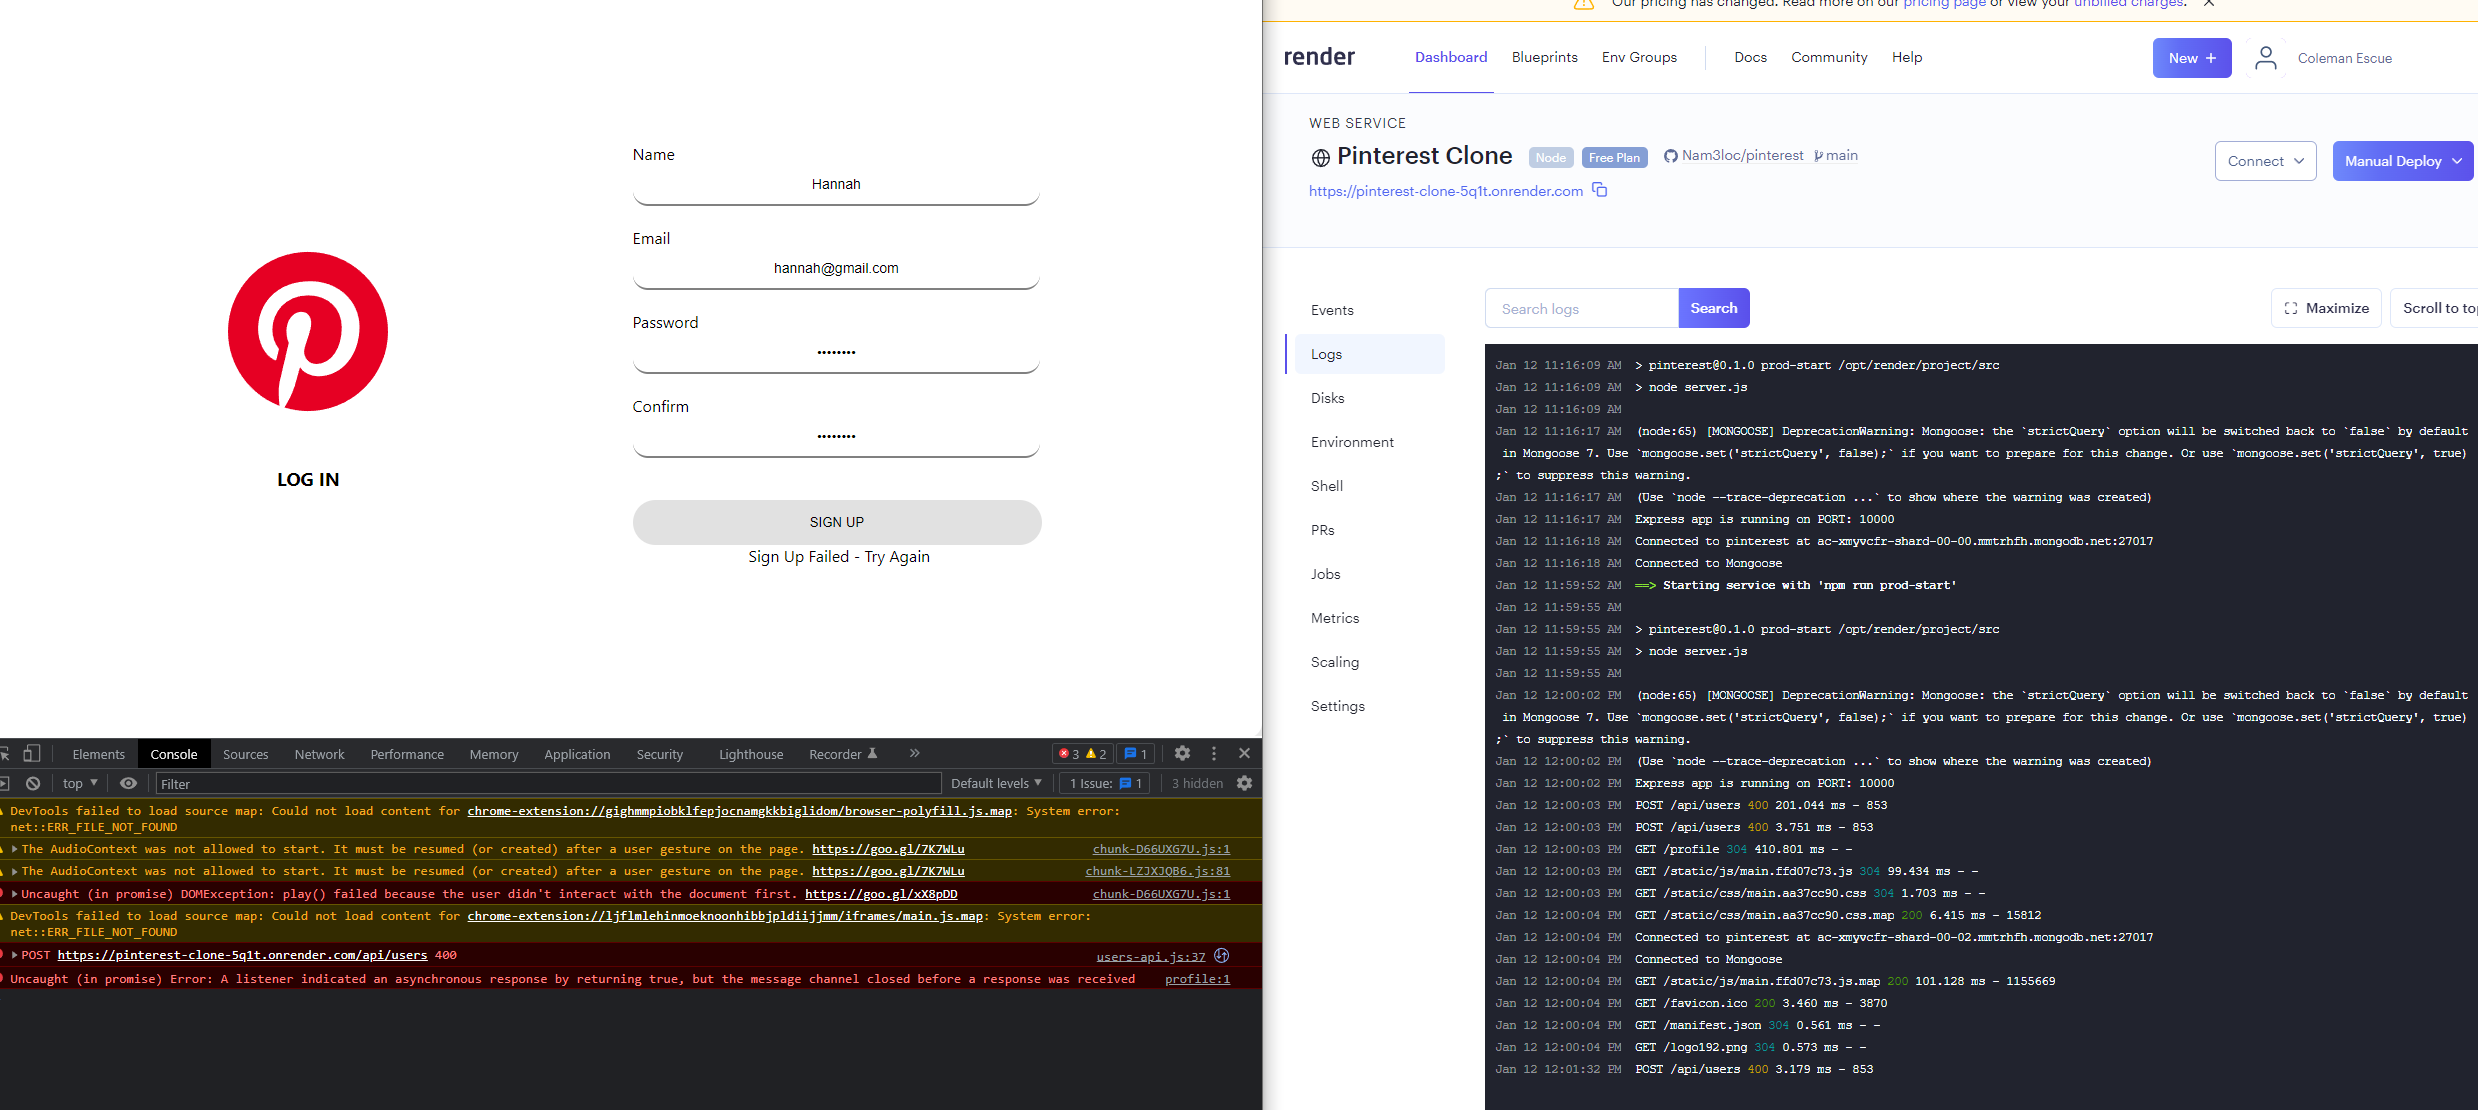 Name
Hannah
Email
hannah@gmail.com
Password
••••••••
Confirm
••••••••
LOG IN
SIGN UP
Sign Up Failed - Try Again
Elements Console Sources Network Performance Memory Application Security Lighthouse Recorder » 3 2 1
top Filter Default levels 1 Issue: 1 3 hidden
DevTools failed to load source map: Could not load content for chrome-extension://gighmmpiobklfepjocnamgkkbiglidom/browser-polyfill.js.map: System error:
net::ERR_FILE_NOT_FOUND
The AudioContext was not allowed to start. It must be resumed (or created) after a user gesture on the page. https://goo.gl/7K7WLu chunk-D66UXG7U.js:1
The AudioContext was not allowed to start. It must be resumed (or created) after a user gesture on the page. https://goo.gl/7K7WLu chunk-LZJXJQB6.js:81
Uncaught (in promise) DOMException: play() failed because the user didn't interact with the document first. https://goo.gl/xX8pDD chunk-D66UXG7U.js:1
DevTools failed to load source map: Could not load content for chrome-extension://ljflmlehinmoeknoonhibbjpldiijjmm/iframes/main.js.map: System error:
net::ERR_FILE_NOT_FOUND
POST https://pinterest-clone-5q1t.onrender.com/api/users 400 users-api.js:37
Uncaught (in promise) Error: A listener indicated an asynchronous response by returning true, but the message channel closed before a response was received profile:1
Our pricing has changed. Read more on our pricing page or view your unbilled charges.
render Dashboard Blueprints Env Groups Docs Community Help New + Coleman Escue
WEB SERVICE
Pinterest Clone Node Free Plan Nam3loc/pinterest main
Connect Manual Deploy
https://pinterest-clone-5q1t.onrender.com
Events
Logs
Disks
Environment
Shell
PRs
Jobs
Metrics
Scaling
Settings
Search logs Search Maximize Scroll to top
Jan 12 11:16:09 AM > pinterest@0.1.0 prod-start /opt/render/project/src
Jan 12 11:16:09 AM > node server.js
Jan 12 11:16:09 AM
Jan 12 11:16:17 AM (node:65) [MONGOOSE] DeprecationWarning: Mongoose: the `strictQuery` option will be switched back to `false` by default
in Mongoose 7. Use `mongoose.set('strictQuery', false);` if you want to prepare for this change. Or use `mongoose.set('strictQuery', true)
;` to suppress this warning.
Jan 12 11:16:17 AM (Use `node --trace-deprecation ...` to show where the warning was created)
Jan 12 11:16:17 AM Express app is running on PORT: 10000
Jan 12 11:16:18 AM Connected to pinterest at ac-xmyvcfr-shard-00-00.mmtrhfh.mongodb.net:27017
Jan 12 11:16:18 AM Connected to Mongoose
Jan 12 11:59:52 AM ==> Starting service with 'npm run prod-start'
Jan 12 11:59:55 AM
Jan 12 11:59:55 AM > pinterest@0.1.0 prod-start /opt/render/project/src
Jan 12 11:59:55 AM > node server.js
Jan 12 11:59:55 AM
Jan 12 12:00:02 PM (node:65) [MONGOOSE] DeprecationWarning: Mongoose: the `strictQuery` option will be switched back to `false` by default
in Mongoose 7. Use `mongoose.set('strictQuery', false);` if you want to prepare for this change. Or use `mongoose.set('strictQuery', true)
;` to suppress this warning.
Jan 12 12:00:02 PM (Use `node --trace-deprecation ...` to show where the warning was created)
Jan 12 12:00:02 PM Express app is running on PORT: 10000
Jan 12 12:00:03 PM POST /api/users 400 201.044 ms - 853
Jan 12 12:00:03 PM POST /api/users 400 3.751 ms - 853
Jan 12 12:00:03 PM GET /profile 304 410.801 ms - -
Jan 12 12:00:03 PM GET /static/js/main.ffd07c73.js 304 99.434 ms - -
Jan 12 12:00:03 PM GET /static/css/main.aa37cc90.css 304 1.703 ms - -
Jan 12 12:00:04 PM GET /static/css/main.aa37cc90.css.map 200 6.415 ms - 15812
Jan 12 12:00:04 PM Connected to pinterest at ac-xmyvcfr-shard-00-02.mmtrhfh.mongodb.net:27017
Jan 12 12:00:04 PM Connected to Mongoose
Jan 12 12:00:04 PM GET /static/js/main.ffd07c73.js.map 200 101.128 ms - 1155669
Jan 12 12:00:04 PM GET /favicon.ico 200 3.460 ms - 3870
Jan 12 12:00:04 PM GET /manifest.json 304 0.561 ms - -
Jan 12 12:00:04 PM GET /logo192.png 304 0.573 ms - -
Jan 12 12:01:32 PM POST /api/users 400 3.179 ms - 853